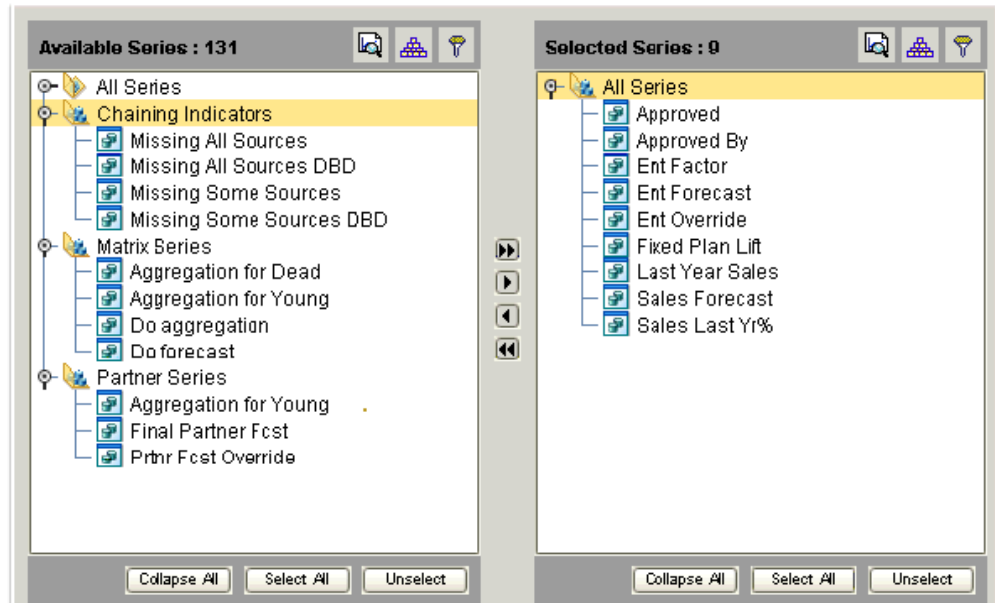 Available Series : 131
All Series
Chaining Indicators
Missing All Sources
Missing All Sources DBD
Missing Some Sources
Missing Some Sources DBD
Matrix Series
Aggregation for Dead
Aggregation for Young
Do aggregation
Do forecast
Partner Series
Aggregation for Young
Final Partner Fcst
Prtnr Fcst Override
Collapse All
Select All
Unselect
Selected Series : 9
All Series
Approved
Approved By
Ent Factor
Ent Forecast
Ent Override
Fixed Plan Lift
Last Year Sales
Sales Forecast
Sales Last Yr%
Collapse All
Select All
Unselect